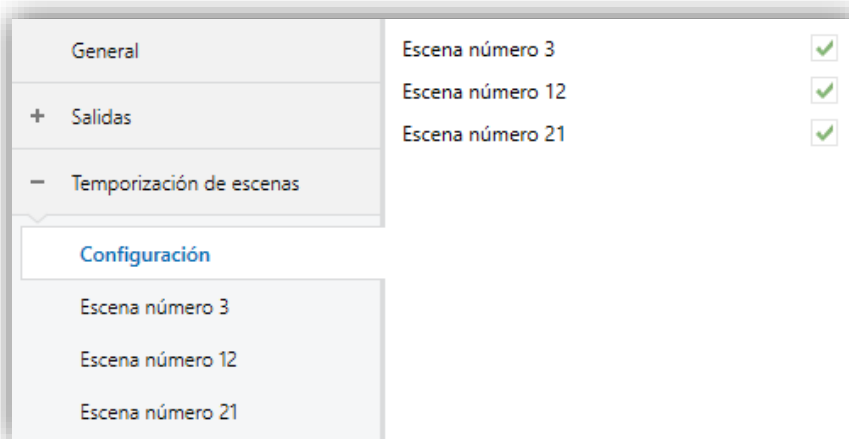 General
+ Salidas
− Temporización de escenas
Configuración
Escena número 3
Escena número 12
Escena número 21
Escena número 3
Escena número 12
Escena número 21